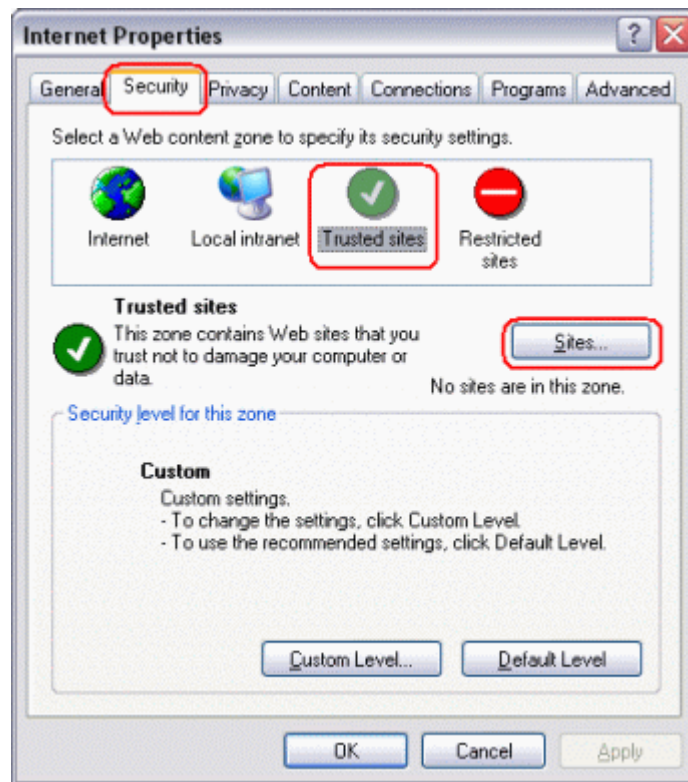 Internet Properties
General Security Privacy Content Connections Programs Advanced
Select a Web content zone to specify its security settings.
Internet Local intranet Trusted sites Restricted
sites
Trusted sites
This zone contains Web sites that you
trust not to damage your computer or
data.
Sites...
No sites are in this zone.
Security level for this zone
Custom
Custom settings.
- To change the settings, click Custom Level.
- To use the recommended settings, click Default Level.
Custom Level... Default Level
OK Cancel Apply